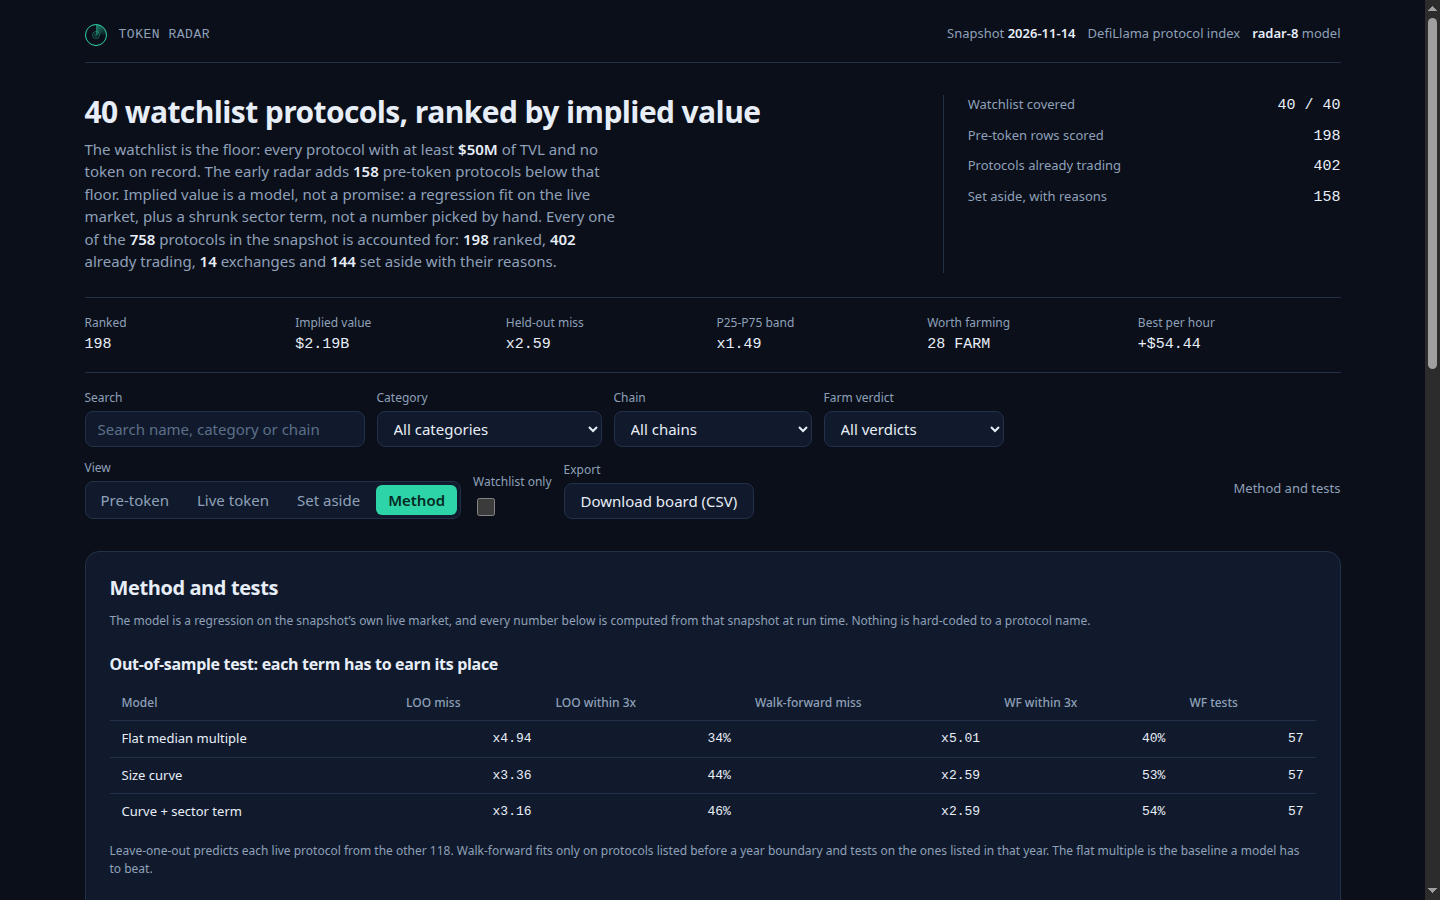 TOKEN RADAR
Snapshot 2026-11-14 DefiLlama protocol index radar-8 model
40 watchlist protocols, ranked by implied value
The watchlist is the floor: every protocol with at least $50M of TVL and no
token on record. The early radar adds 158 pre-token protocols below that
floor. Implied value is a model, not a promise: a regression fit on the live
market, plus a shrunk sector term, not a number picked by hand. Every one
of the 758 protocols in the snapshot is accounted for: 198 ranked, 402
already trading, 14 exchanges and 144 set aside with their reasons.
Watchlist covered 40 / 40
Pre-token rows scored 198
Protocols already trading 402
Set aside, with reasons 158
Ranked Implied value Held-out miss P25-P75 band Worth farming Best per hour
198 $2.19B x2.59 x1.49 28 FARM +$54.44
Search Category Chain Farm verdict
Search name, category or chain All categories All chains All verdicts
View Watchlist only Export
Pre-token Live token Set aside Method Download board (CSV) Method and tests
Method and tests
The model is a regression on the snapshot's own live market, and every number below is computed from that snapshot at run time. Nothing is hard-coded to a protocol name.
Out-of-sample test: each term has to earn its place
Model LOO miss LOO within 3x Walk-forward miss WF within 3x WF tests
Flat median multiple x4.94 34% x5.01 40% 57
Size curve x3.36 44% x2.59 53% 57
Curve + sector term x3.16 46% x2.59 54% 57
Leave-one-out predicts each live protocol from the other 118. Walk-forward fits only on protocols listed before a year boundary and tests on the ones listed in that year. The flat multiple is the baseline a model has
to beat.